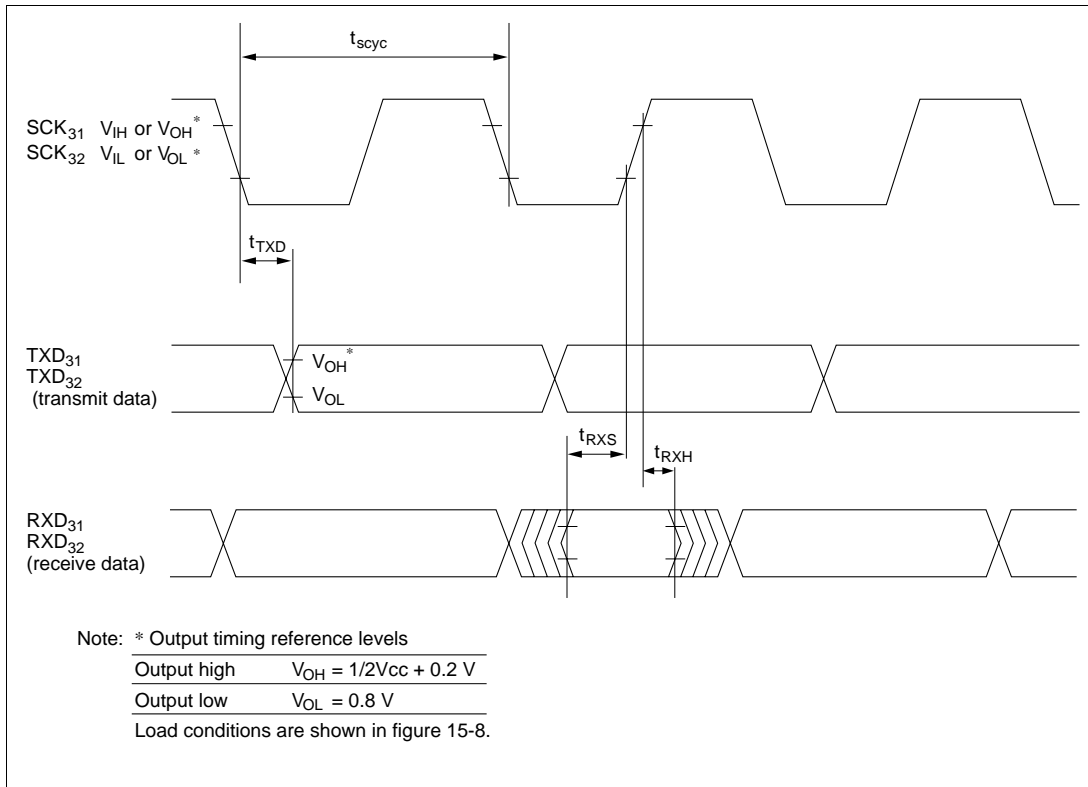 t_scyc
SCK31 VIH or VOH*
SCK32 VIL or VOL*
tTXD
TXD31
TXD32
(transmit data)
VOH*
VOL
tRXS
tRXH
RXD31
RXD32
(receive data)
Note: * Output timing reference levels
Output high VOH = 1/2Vcc + 0.2 V
Output low VOL = 0.8 V
Load conditions are shown in figure 15-8.